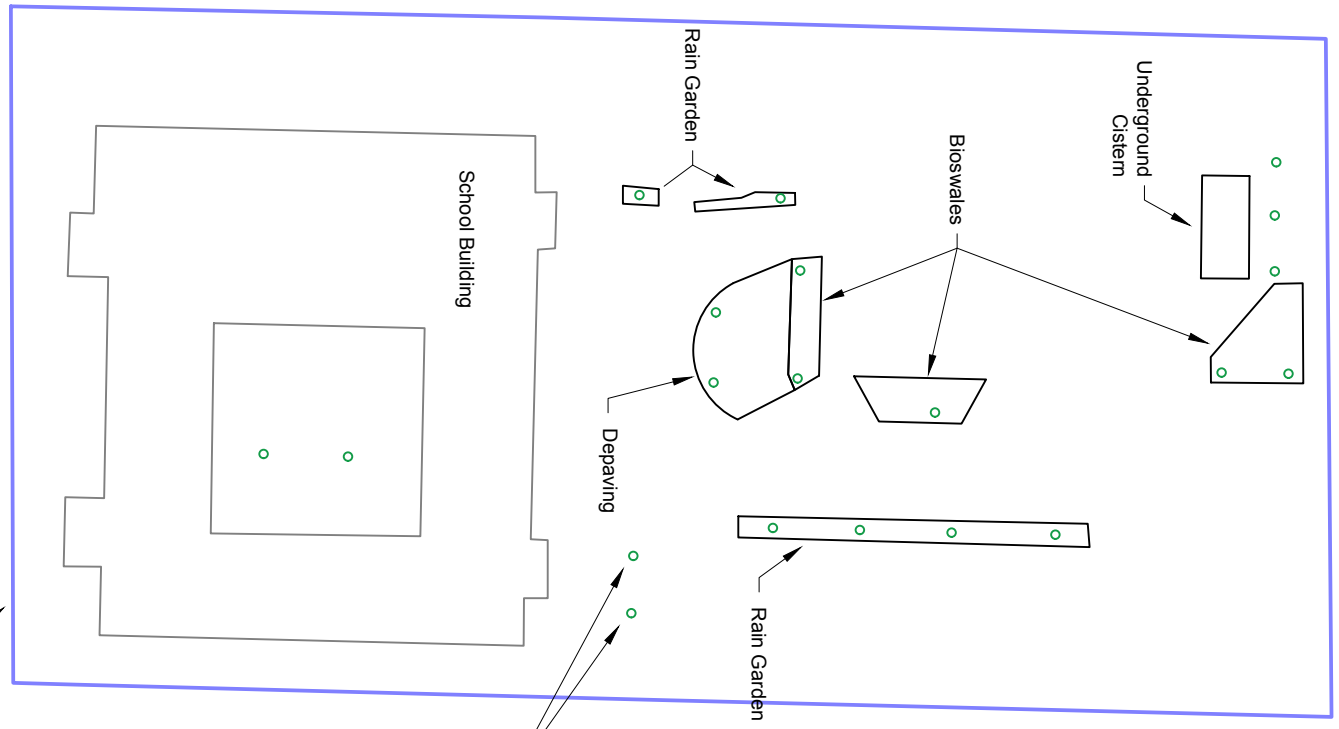 Rain Garden
Underground
Cistern
Bioswales
School Building
Depaving
Rain Garden